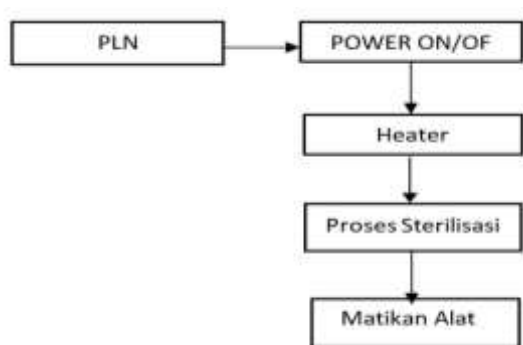 PLN
POWER ON/OF
Heater
Proses Sterilisasi
Matikan Alat